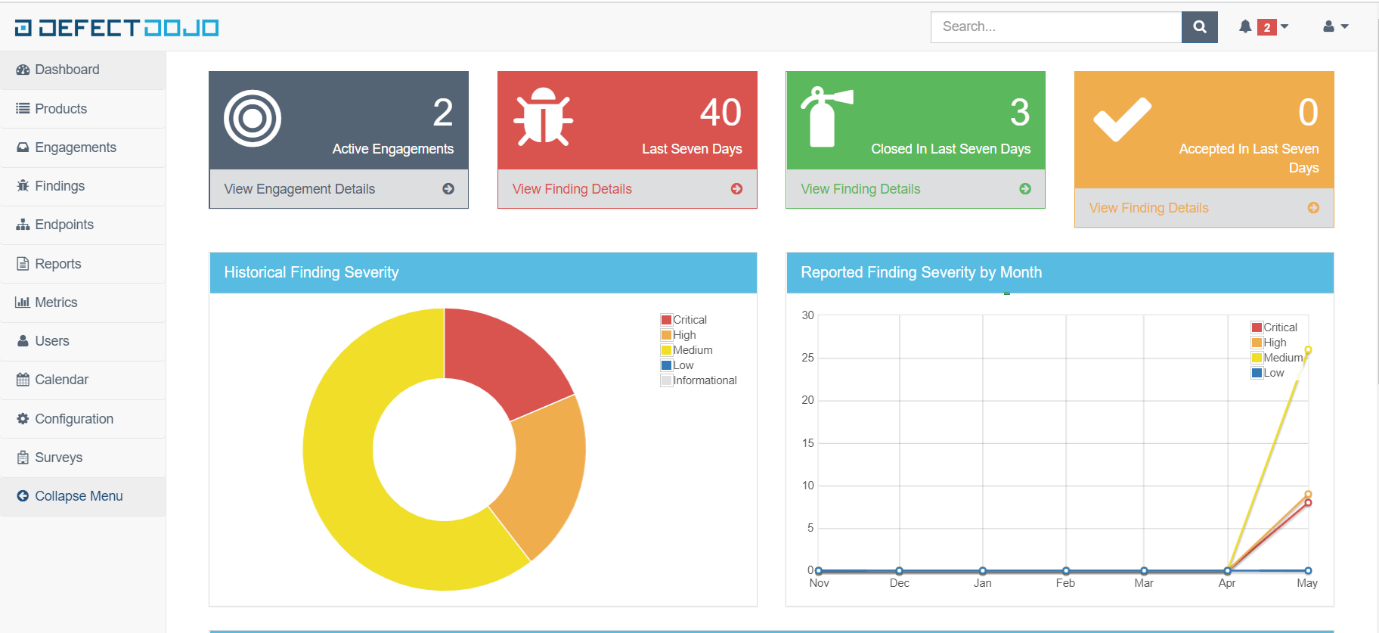 DEFECTDOJO
Search...
2
Dashboard
Products
Engagements
Findings
Endpoints
Reports
Metrics
Users
Calendar
Configuration
Surveys
Collapse Menu
2
Active Engagements
View Engagement Details
40
Last Seven Days
View Finding Details
3
Closed In Last Seven Days
View Finding Details
0
Accepted In Last Seven
Days
View Finding Details
Historical Finding Severity
Critical
High
Medium
Low
Informational
Reported Finding Severity by Month
30
25
20
15
10
5
0
Critical
High
Medium
Low
Nov Dec Jan Feb Mar Apr May